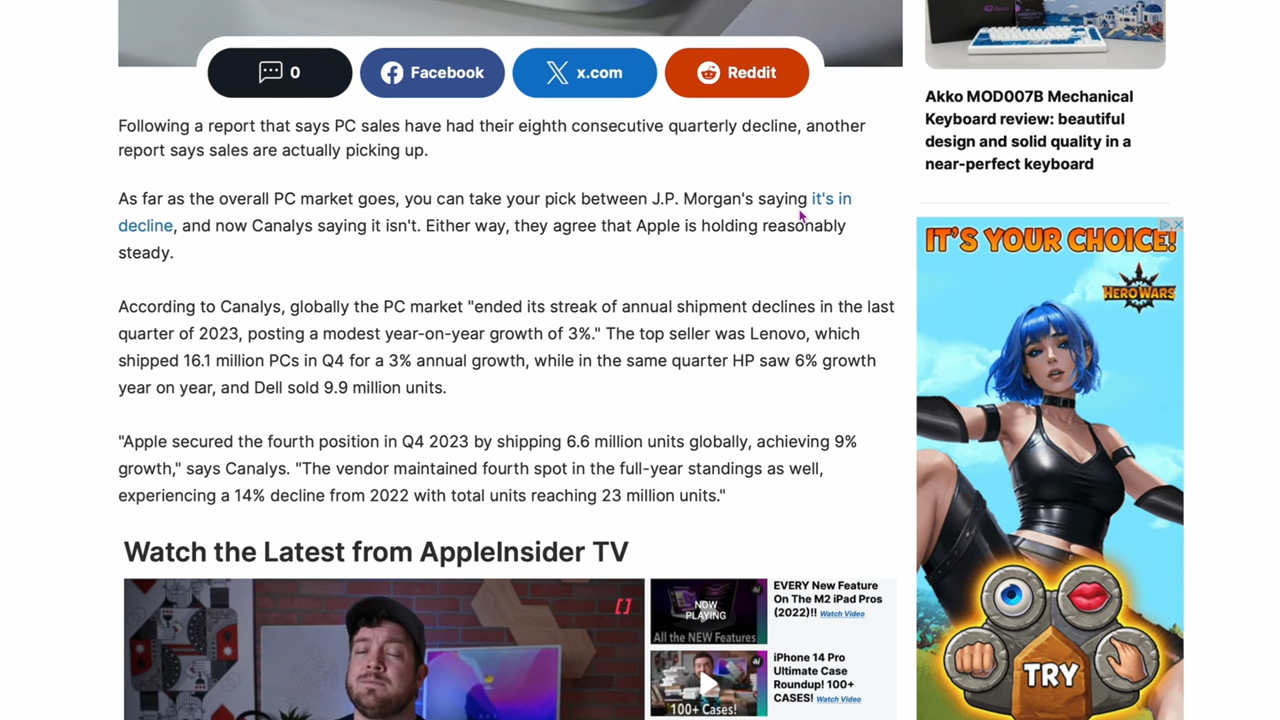 0
Facebook
x.com
Reddit
Following a report that says PC sales have had their eighth consecutive quarterly decline, another
report says sales are actually picking up.
As far as the overall PC market goes, you can take your pick between J.P. Morgan's saying it's in
decline, and now Canalys saying it isn't. Either way, they agree that Apple is holding reasonably
steady.
According to Canalys, globally the PC market "ended its streak of annual shipment declines in the last
quarter of 2023, posting a modest year-on-year growth of 3%." The top seller was Lenovo, which
shipped 16.1 million PCs in Q4 for a 3% annual growth, while in the same quarter HP saw 6% growth
year on year, and Dell sold 9.9 million units.
"Apple secured the fourth position in Q4 2023 by shipping 6.6 million units globally, achieving 9%
growth," says Canalys. "The vendor maintained fourth spot in the full-year standings as well,
experiencing a 14% decline from 2022 with total units reaching 23 million units."
Watch the Latest from AppleInsider TV
NOW
PLAYING
All the NEW Features
EVERY New Feature
On The M2 iPad Pros
(2022)!! Watch Video
100+ Cases!
iPhone 14 Pro
Ultimate Case
Roundup! 100+
CASES! Watch Video
Akko MOD007B Mechanical
Keyboard review: beautiful
design and solid quality in a
near-perfect keyboard
IT'S YOUR CHOICE!
HERO WARS
TRY